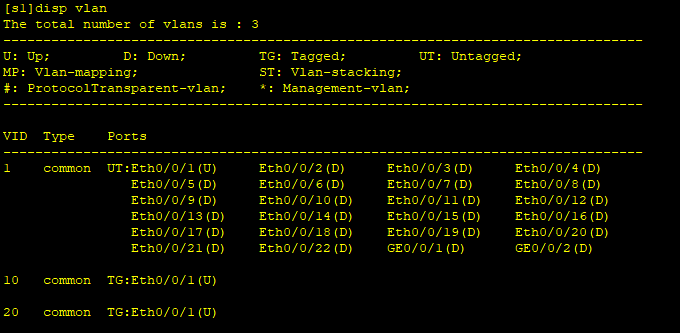 [s1]disp vlan
The total number of vlans is : 3
--------------------------------------------------------------------------------
U: Up;         D: Down;         TG: Tagged;         UT: Untagged;
MP: Vlan-mapping;               ST: Vlan-stacking;
#: ProtocolTransparent-vlan;    *: Management-vlan;
--------------------------------------------------------------------------------
VID  Type    Ports
--------------------------------------------------------------------------------
1    common  UT:Eth0/0/1(U)     Eth0/0/2(D)     Eth0/0/3(D)     Eth0/0/4(D)
                Eth0/0/5(D)     Eth0/0/6(D)     Eth0/0/7(D)     Eth0/0/8(D)
                Eth0/0/9(D)     Eth0/0/10(D)    Eth0/0/11(D)    Eth0/0/12(D)
                Eth0/0/13(D)    Eth0/0/14(D)    Eth0/0/15(D)    Eth0/0/16(D)
                Eth0/0/17(D)    Eth0/0/18(D)    Eth0/0/19(D)    Eth0/0/20(D)
                Eth0/0/21(D)    Eth0/0/22(D)    GE0/0/1(D)      GE0/0/2(D)
10   common  TG:Eth0/0/1(U)
20   common  TG:Eth0/0/1(U)